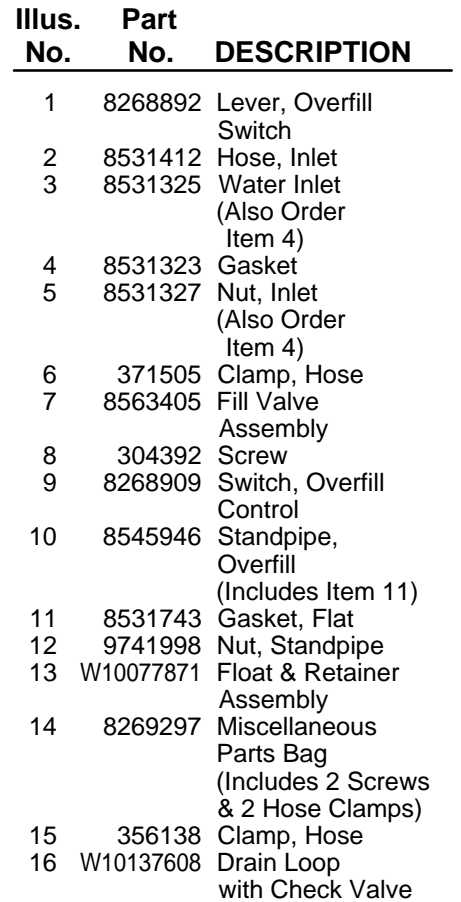 Illus. Part
No. No. DESCRIPTION
1 8268892 Lever, Overfill
Switch
2 8531412 Hose, Inlet
3 8531325 Water Inlet
(Also Order
Item 4)
4 8531323 Gasket
5 8531327 Nut, Inlet
(Also Order
Item 4)
6 371505 Clamp, Hose
7 8563405 Fill Valve
Assembly
8 304392 Screw
9 8268909 Switch, Overfill
Control
10 8545946 Standpipe,
Overfill
(Includes Item 11)
11 8531743 Gasket, Flat
12 9741998 Nut, Standpipe
13 W10077871 Float & Retainer
Assembly
14 8269297 Miscellaneous
Parts Bag
(Includes 2 Screws
& 2 Hose Clamps)
15 356138 Clamp, Hose
16 W10137608 Drain Loop
with Check Valve